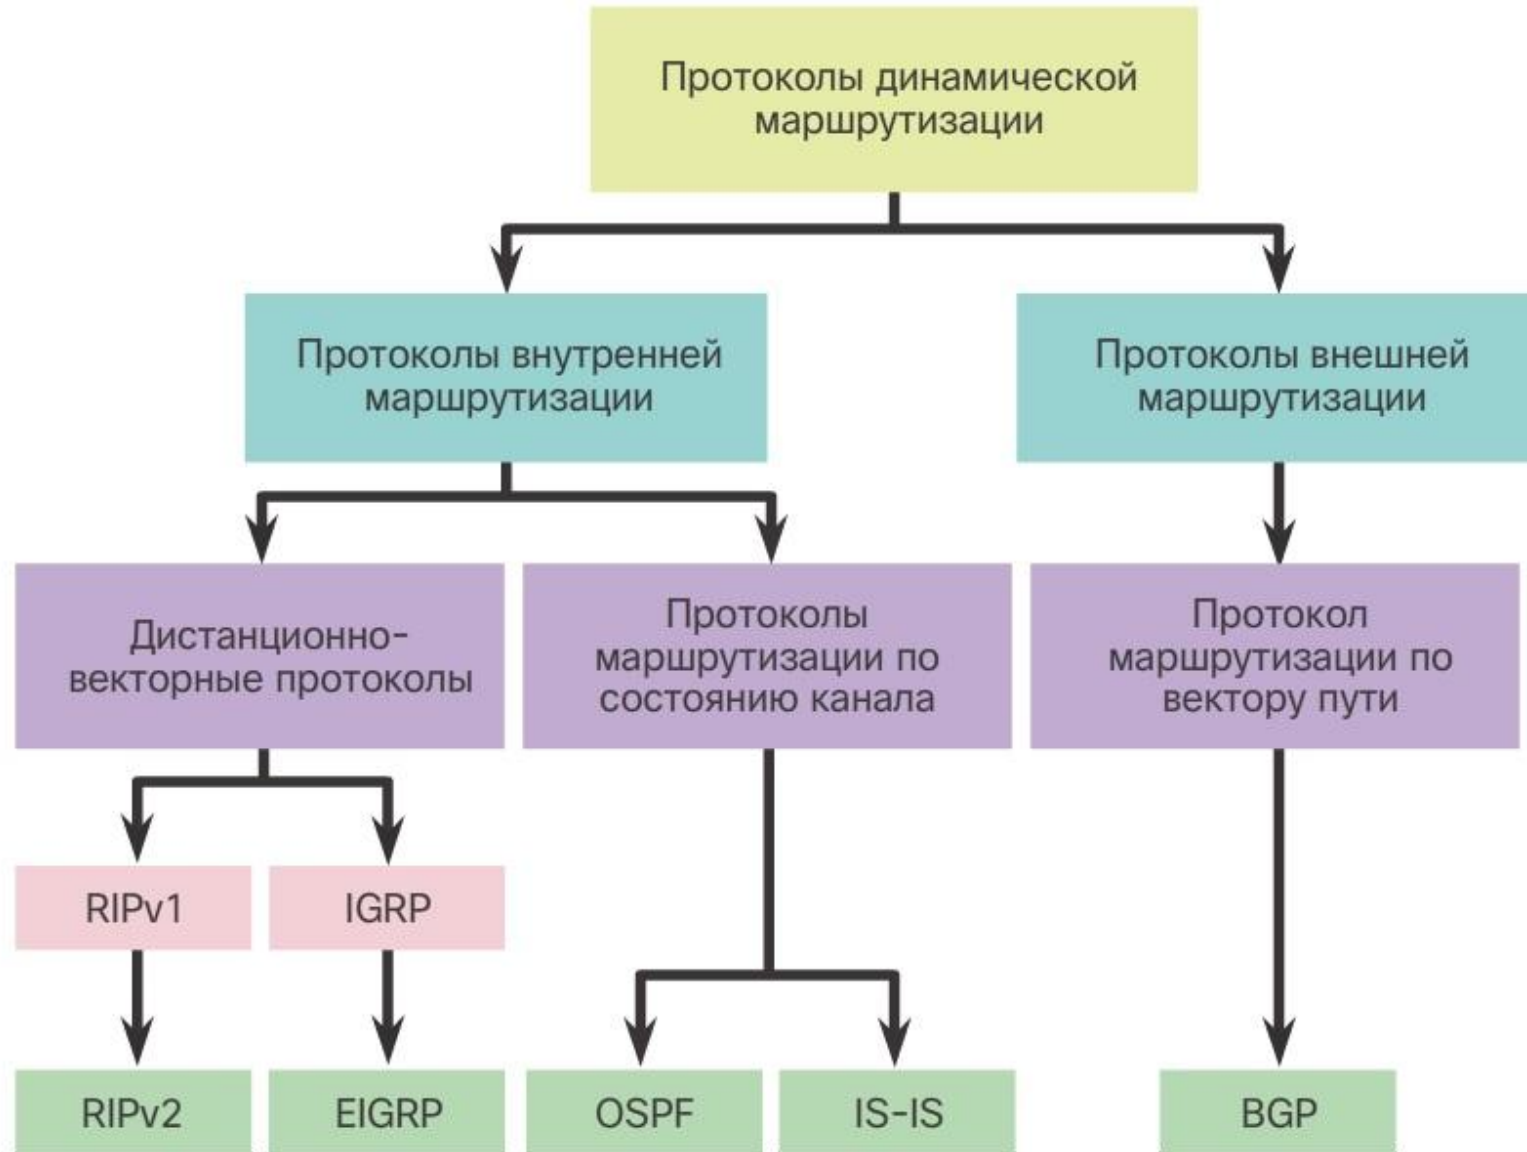 Протоколы динамической
маршрутизации
Протоколы внутренней
маршрутизации
Протоколы внешней
маршрутизации
Дистанционно-
векторные протоколы
Протоколы
маршрутизации по
состоянию канала
Протокол
маршрутизации по
вектору пути
RIPv1
IGRP
RIPv2
EIGRP
OSPF
IS-IS
BGP